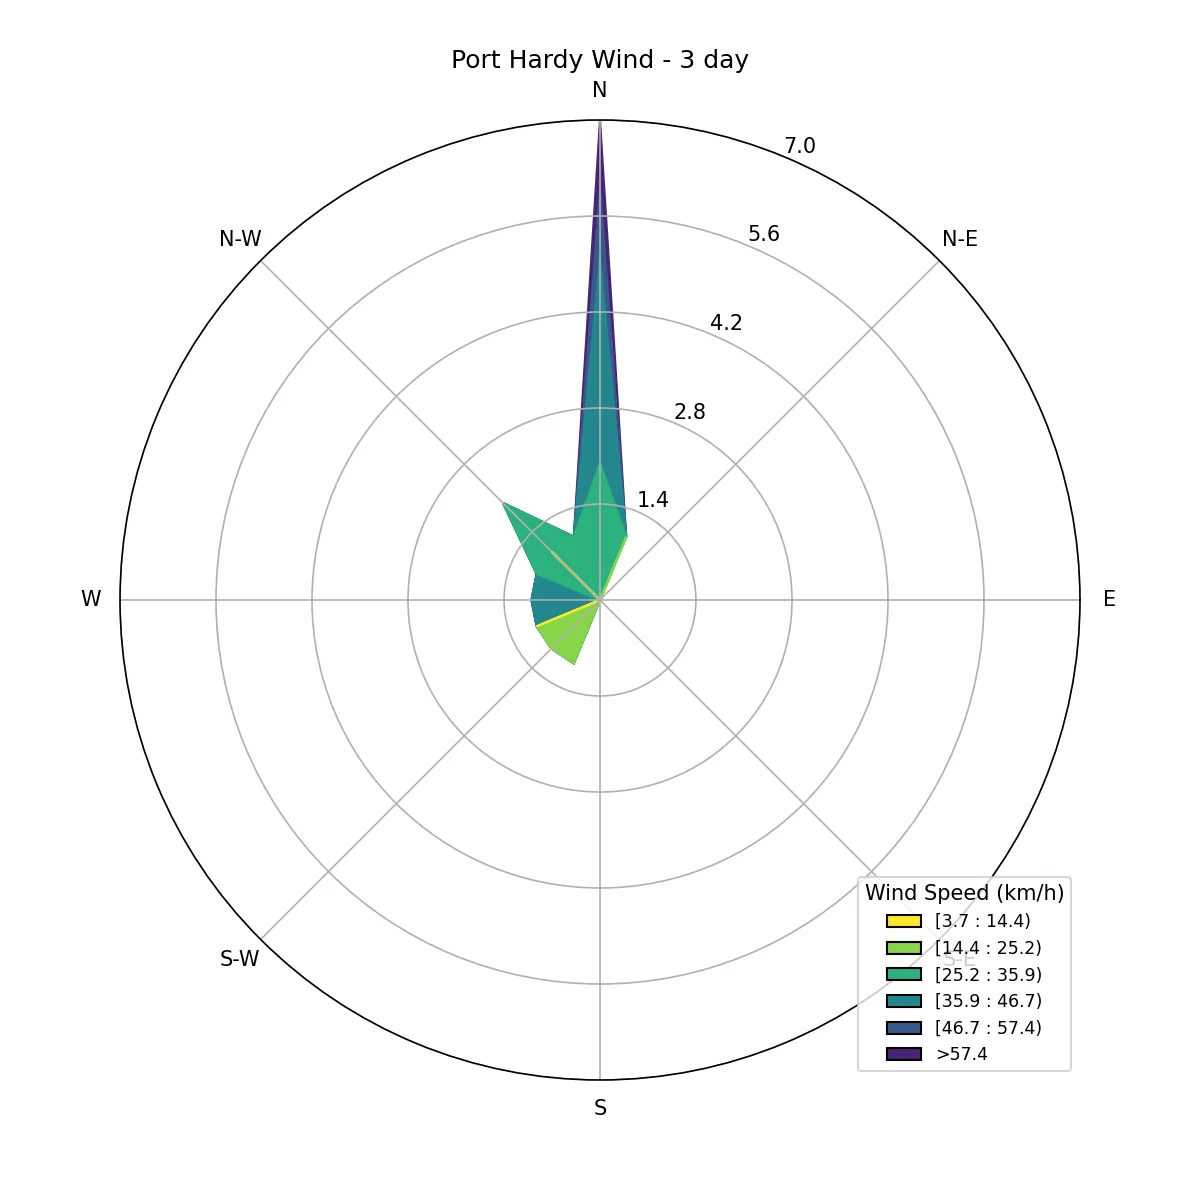 Port Hardy Wind - 3 day
N
7.0
N-W
5.6
N-E
4.2
2.8
1.4
W
E
Wind Speed (km/h)
[3.7 : 14.4)
[14.4 : 25.2)
S-W
S-E
[25.2 : 35.9)
[35.9 : 46.7)
[46.7 : 57.4)
>57.4
S